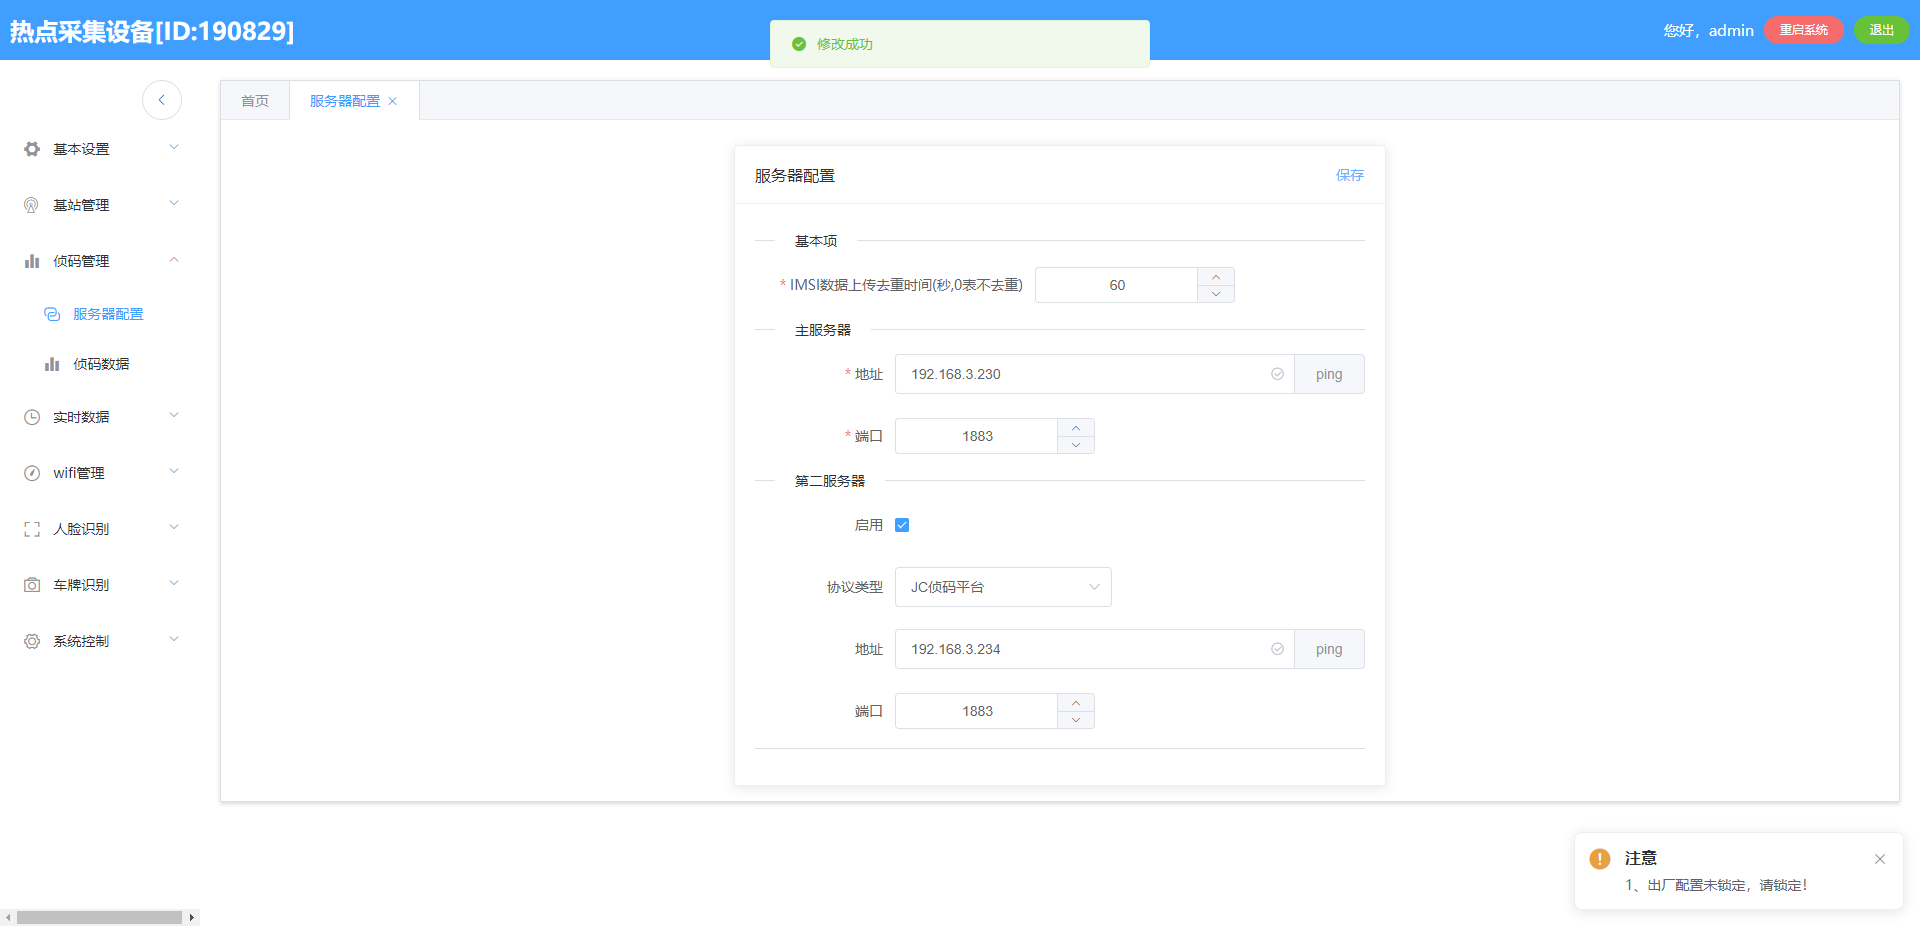 热点采集设备[ID:190829]
修改成功
您好，admin
重启系统
退出
首页
服务器配置
基本设置
基站管理
侦码管理
服务器配置
侦码数据
实时数据
wifi管理
人脸识别
车牌识别
系统控制
服务器配置
保存
基本项
* IMSI数据上传去重时间(秒,0表不去重)
60
主服务器
* 地址
192.168.3.230
ping
* 端口
1883
第二服务器
启用
协议类型
JC侦码平台
地址
192.168.3.234
ping
端口
1883
注意
1、出厂配置未锁定，请锁定！